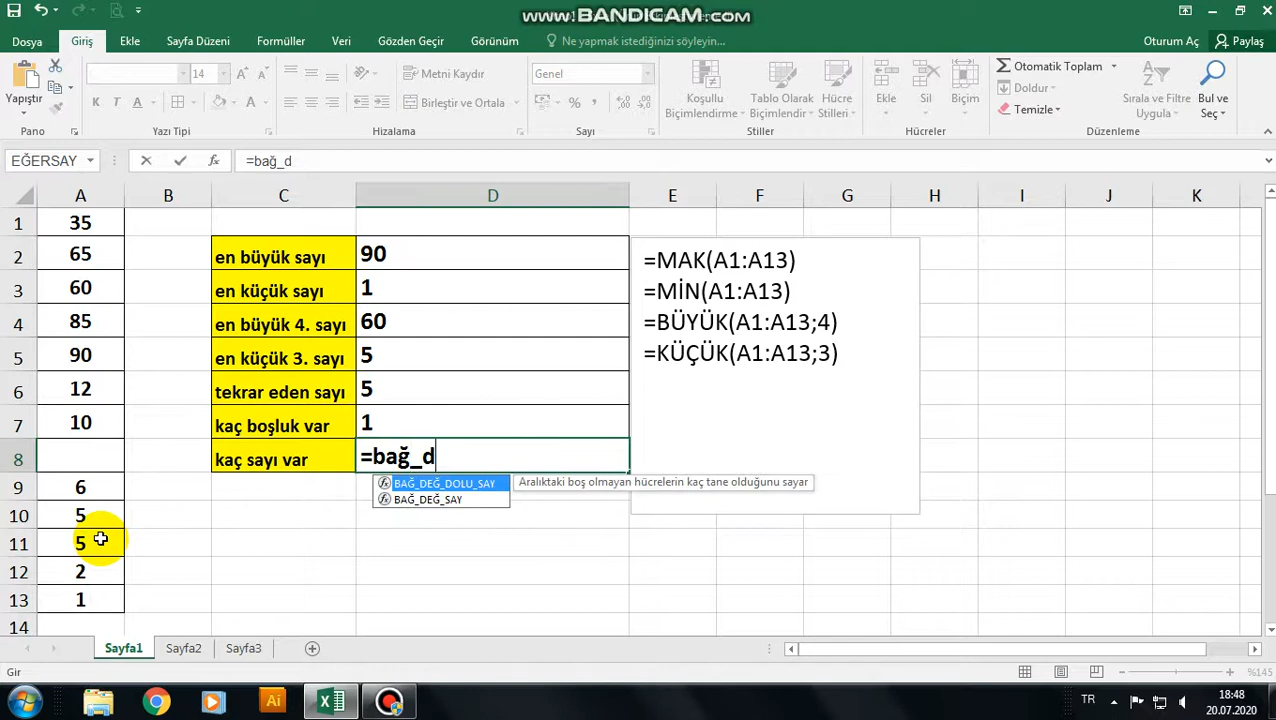 www.BANDICAM.com
Dosya Giriş Ekle Sayfa Düzeni Formüller Veri Gözden Geçir Görünüm Ne yapmak istediğinizi söyleyin... Oturum Aç Paylaş
Yapıştır
14
Metni Kaydır
Birleştir ve Ortala
Genel
Koşullu Biçimlendirme
Tablo Olarak Biçimlendir
Hücre Stilleri
Ekle
Sil
Biçim
Otomatik Toplam
Doldur
Temizle
Sırala ve Filtre Uygula
Bul ve Seç
Pano Yazı Tipi Hizalama Sayı Stiller Hücreler Düzenleme
EĞERSAY =bağ_d
A B C D E F G H I J K
1 35
2 65 en büyük sayı 90
3 60 en küçük sayı 1
4 85 en büyük 4. sayı 60
5 90 en küçük 3. sayı 5
6 12 tekrar eden sayı 5
7 10 kaç boşluk var 1
8 kaç sayı var =bağ_d
9 6
10 5
11 5
12 2
13 1
14
=MAK(A1:A13)
=MİN(A1:A13)
=BÜYÜK(A1:A13;4)
=KÜÇÜK(A1:A13;3)
BAĞ_DEĞ_DOLU_SAY Aralıktaki boş olmayan hücrelerin kaç tane olduğunu sayar
BAĞ_DEĞ_SAY
Sayfa1 Sayfa2 Sayfa3
Gir %145
Ai TR 18:48
20.07.2020